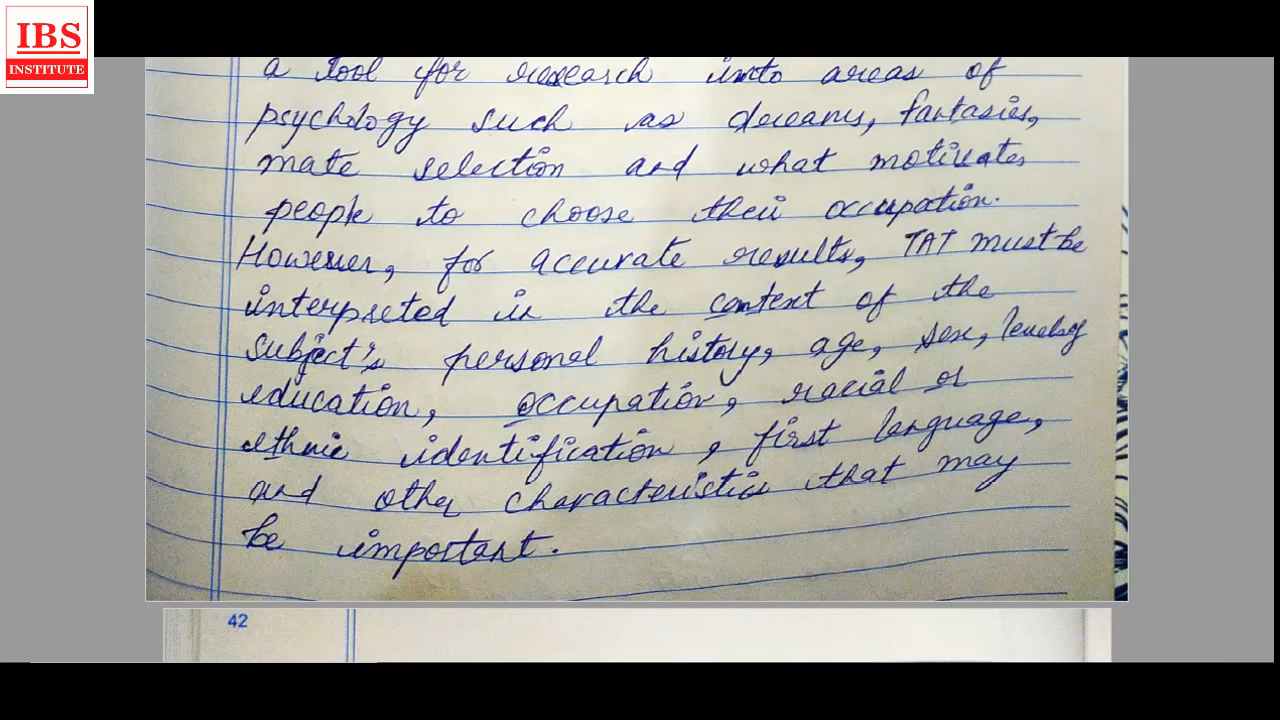 IBS
INSTITUTE
a tool for research into areas of
psychology such as dreams, fantasies,
mate selection and what motivates
people to choose their occupation.
However, for accurate results, TAT must be
interpreted in the context of the
subject's personal history, age, sex, level of
education, occupation, racial or
ethnic identification, first language,
and other characteristics that may
be important.
42